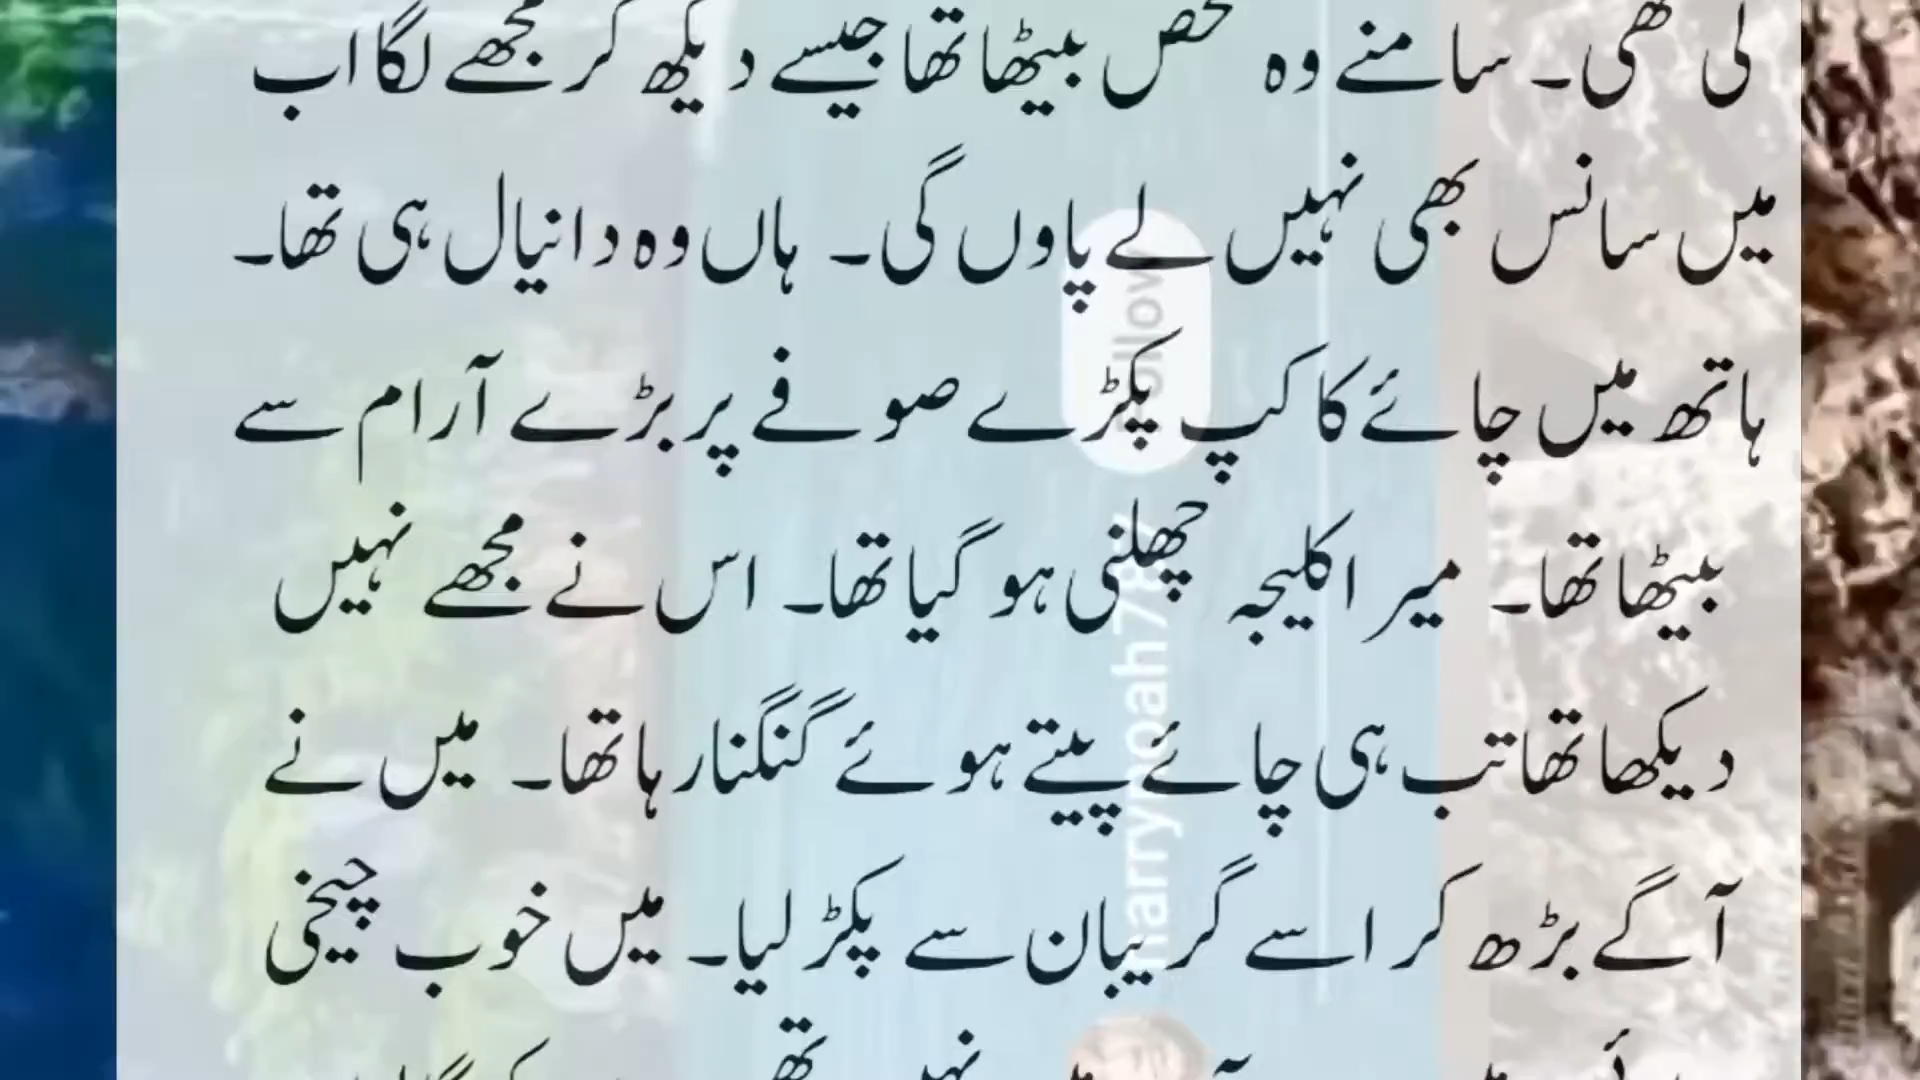 لی تھی۔ سامنے وہ شخص بیٹھا تھا جیسے دیکھ کر مجھے لگا اب
میں سانس بھی نہیں لے پاوں گی۔ ہاں وہ دانیال ہی تھا۔
ہاتھ میں چائے کا کپ پکڑے صوفے پر بڑے آرام سے
بیٹھا تھا۔ میرا کلیجہ چھلنی ہو گیا تھا۔ اس نے مجھے نہیں
دیکھا تھا تب ہی چائے پیتے ہوئے گنگنا رہا تھا۔ میں نے
آگے بڑھ کر اسے گریبان سے پکڑ لیا۔ میں خوب چیخی